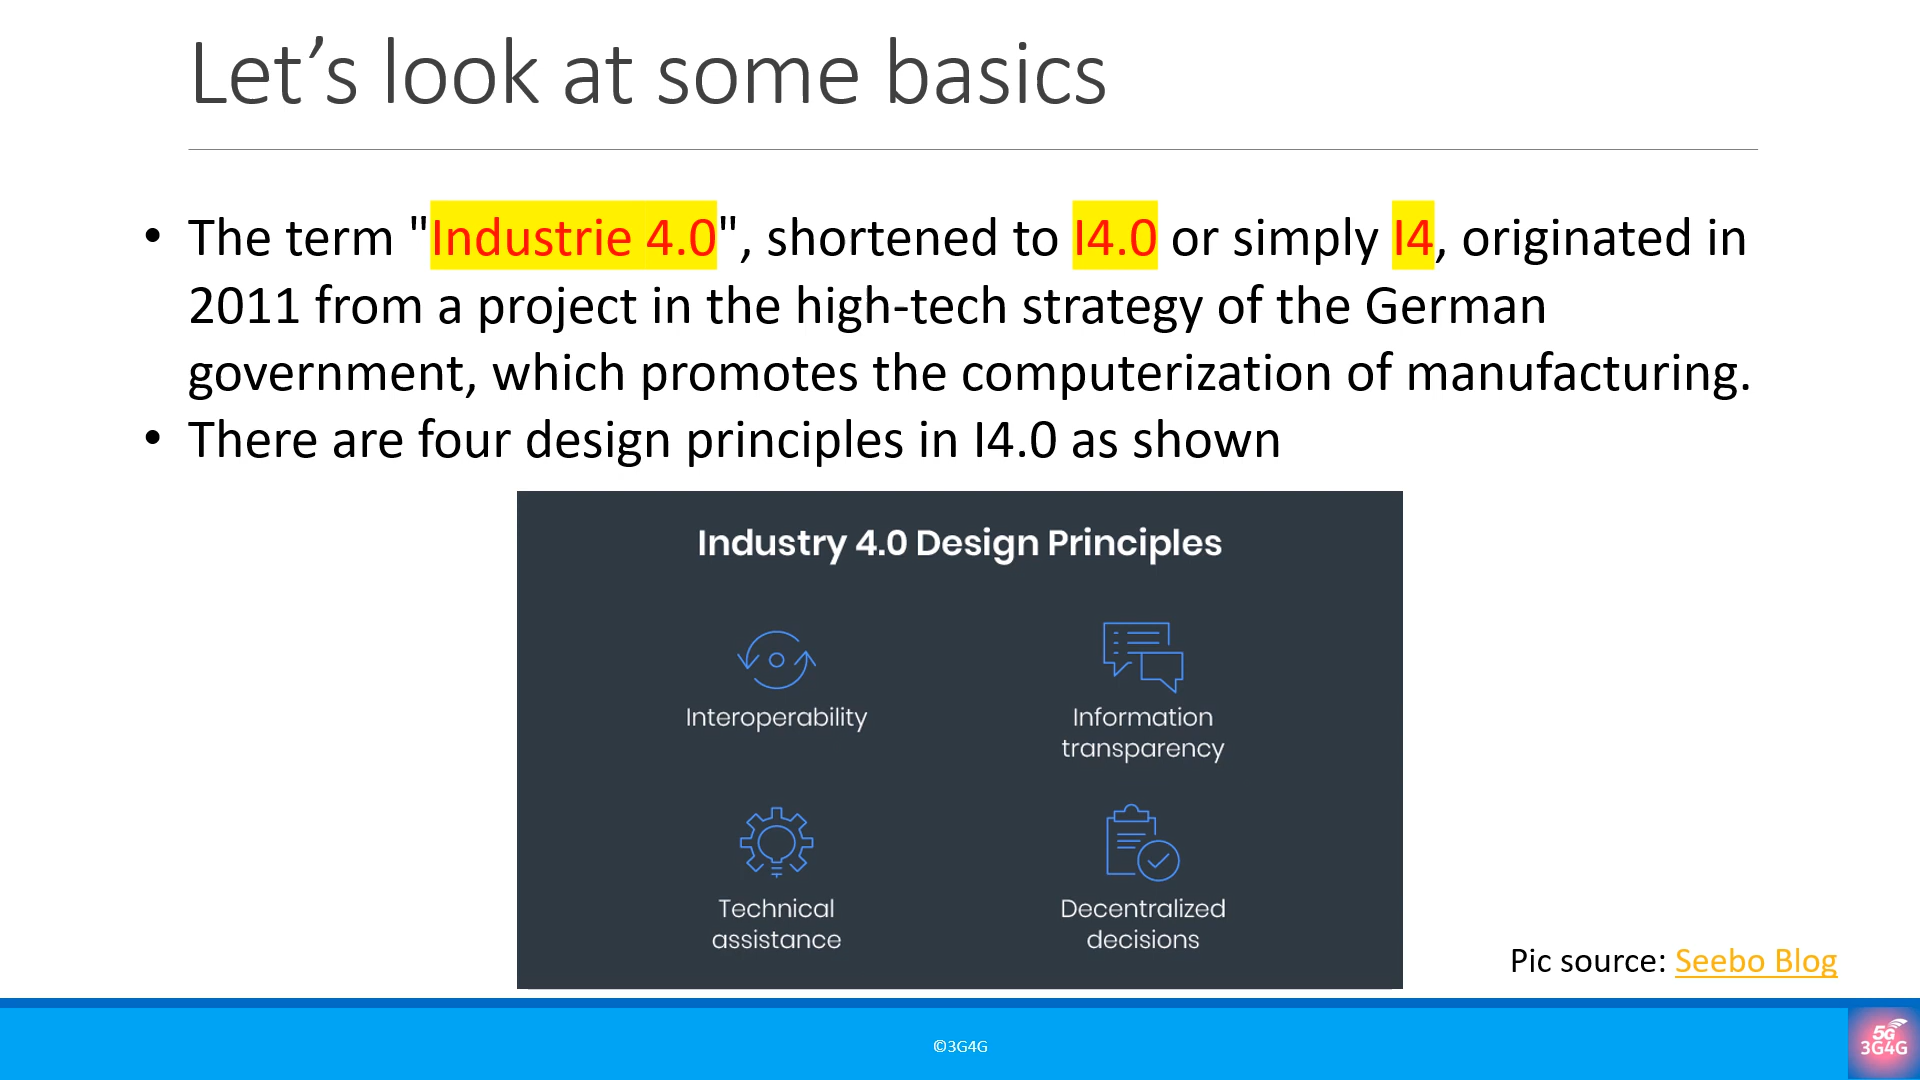 Let’s look at some basics
• The term "Industrie 4.0", shortened to I4.0 or simply I4, originated in
2011 from a project in the high-tech strategy of the German
government, which promotes the computerization of manufacturing.
• There are four design principles in I4.0 as shown
Industry 4.0 Design Principles
Interoperability
Information
transparency
Technical
assistance
Decentralized
decisions
Pic source: Seebo Blog
©3G4G
5G
3G4G